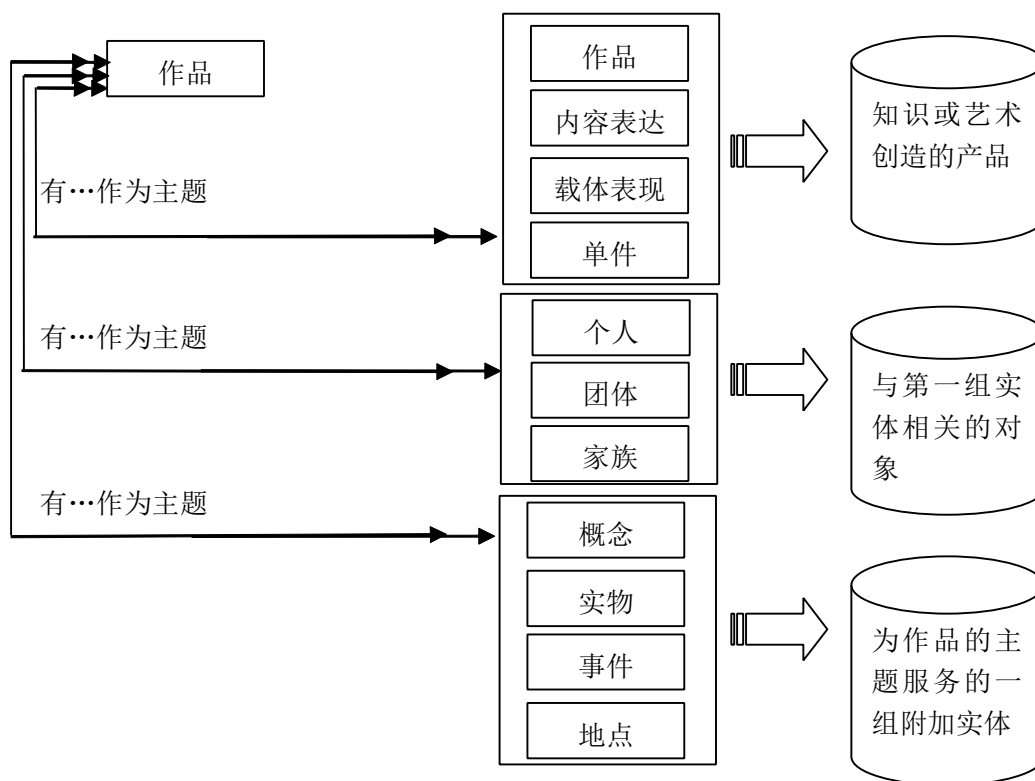 作品
有…作为主题
有…作为主题
有…作为主题
作品
内容表达
载体表现
单件
个人
团体
家族
概念
实物
事件
地点
知识或艺术
创造的产品
与第一组实
体相关的对
象
为作品的主
题服务的一
组附加实体